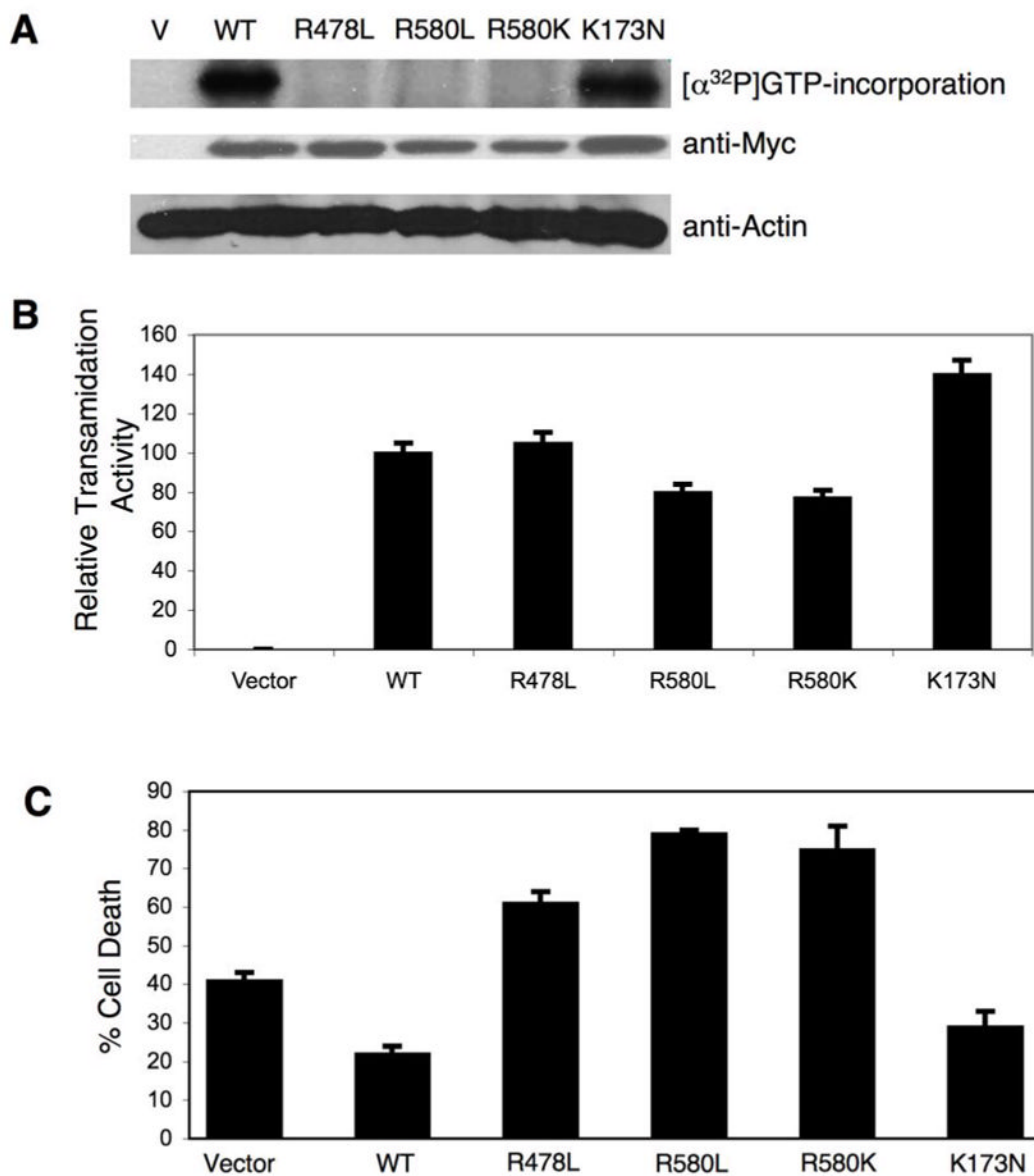 A
V WT R478L R580L R580K K173N
[α³²P]GTP-incorporation
anti-Myc
anti-Actin
B
Relative Transamidation
Activity
160
140
120
100
80
60
40
20
0
Vector WT R478L R580L R580K K173N
C
% Cell Death
90
80
70
60
50
40
30
20
10
0
Vector WT R478L R580L R580K K173N